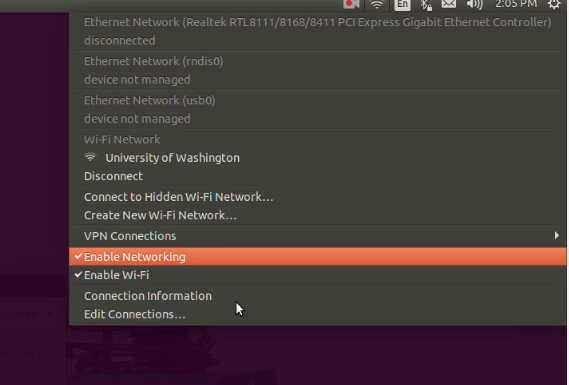 En 2:05 PM
Ethernet Network (Realtek RTL8111/8168/8411 PCI Express Gigabit Ethernet Controller)
disconnected
Ethernet Network (rndis0)
device not managed
Ethernet Network (usb0)
device not managed
Wi-Fi Network
University of Washington
Disconnect
Connect to Hidden Wi-Fi Network...
Create New Wi-Fi Network...
VPN Connections
Enable Networking
Enable Wi-Fi
Connection Information
Edit Connections...